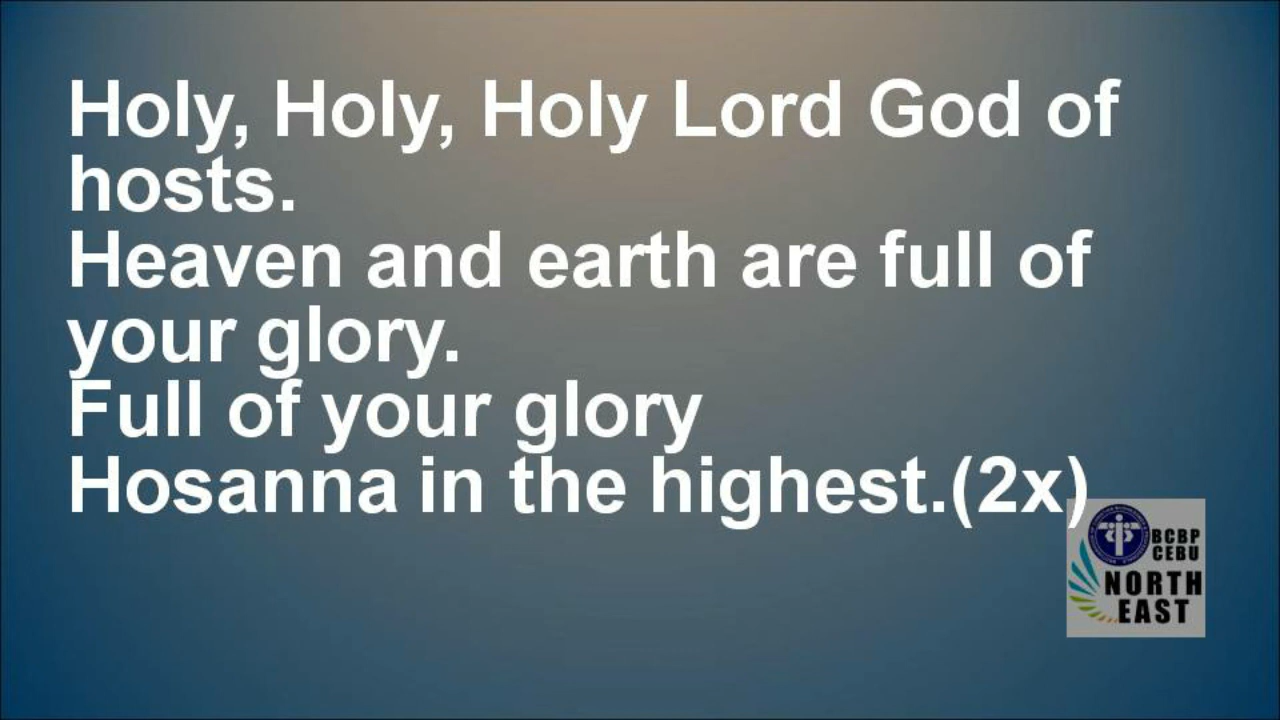 Holy, Holy, Holy Lord God of
hosts.
Heaven and earth are full of
your glory.
Full of your glory
Hosanna in the highest.(2x)
BCBP
CEBU
NORTH
EAST